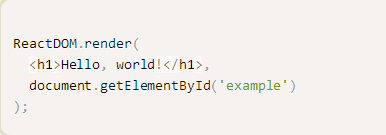 ReactDOM.render(
  <h1>Hello, world!</h1>,
  document.getElementById('example')
);